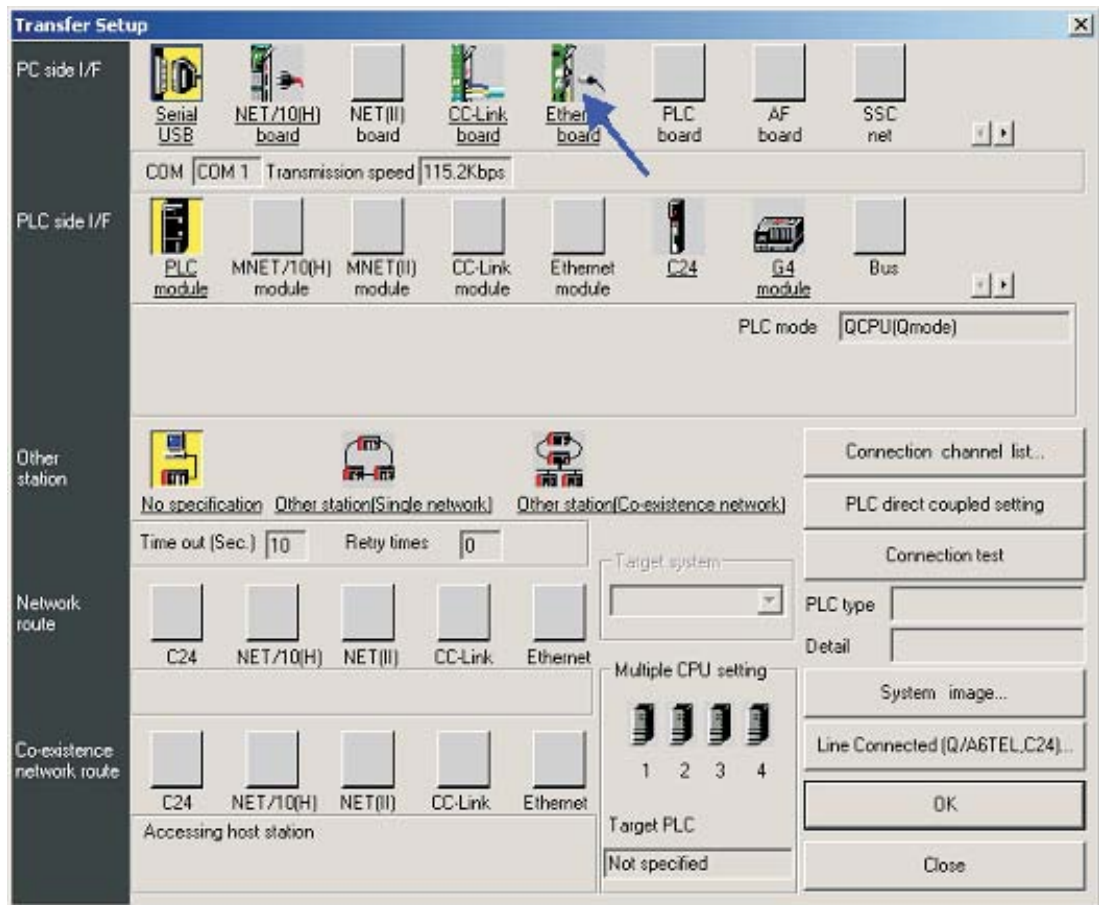 Transfer Setup
PC side I/F
Serial USB
NET/10(H) board
NET(II) board
CC-Link board
board
PLC board
AF board
SSC net
COM COM 1 Transmission speed 115.2Kbps
PLC side I/F
PLC module
MNET/10(H) module
MNET(II) module
CC-Link module
Ethernet module
C24
G4 module
Bus
PLC mode QCPU(Qmode)
Other station
No specification
Other station(Single network)
Other station(Co-existence network)
Time out (Sec.) 10 Retry times 0
Target system
Connection channel list...
PLC direct coupled setting
Connection test
PLC type
Detail
System image...
Line Connected (Q/A6TEL,C24)...
OK
Close
Network route
C24 NET/10(H) NET(II) CC-Link Ethernet
Multiple CPU setting
1 2 3 4
Target PLC
Not specified
Co-existence network route
C24 NET/10(H) NET(II) CC-Link Ethernet
Accessing host station